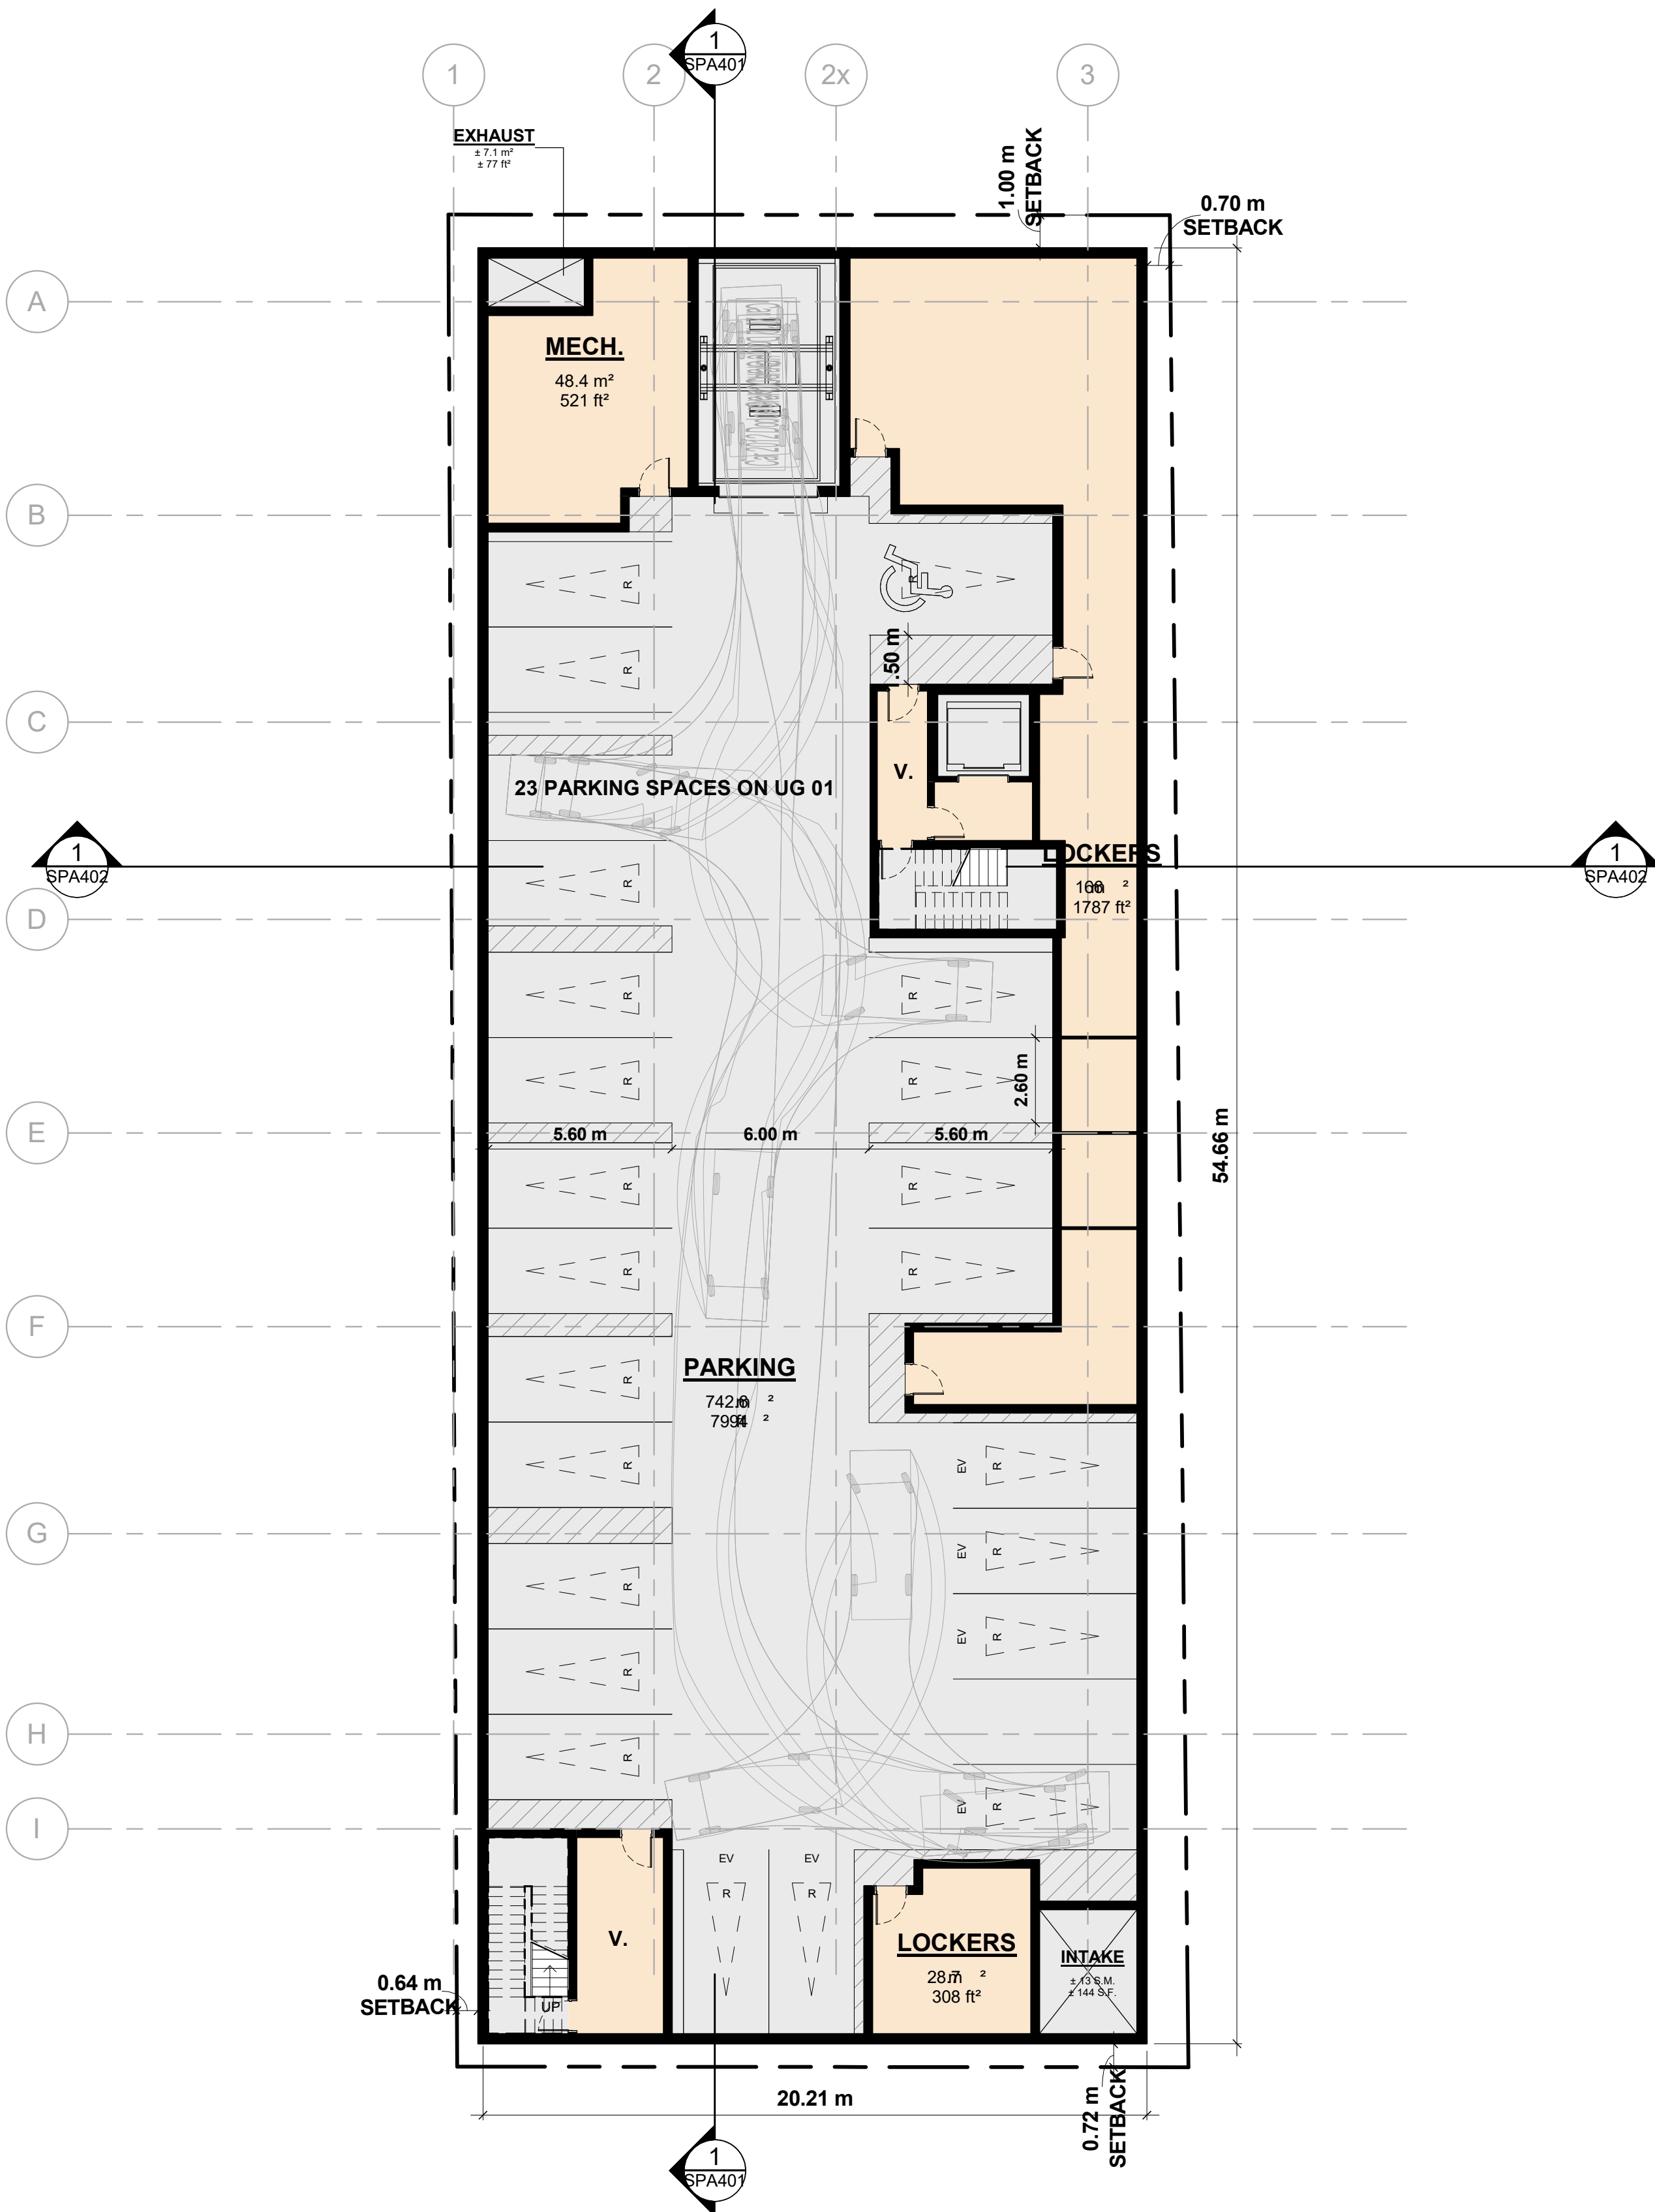 1
SPA401
1
2
2x
3
EXHAUST
± 7.1 m²
± 77 ft²
1.00 m
SETBACK
0.70 m
SETBACK
A
MECH.
48.4 m²
521 ft²
B
R
R
R
.50 m
C
V.
23 PARKING SPACES ON UG 01
1
SPA402
LOCKERS
1787 ft²
1
SPA402
R
D
R
R
R
R
2.60 m
E
5.60 m
6.00 m
5.60 m
54.66 m
R
R
R
R
F
PARKING
R
R
EV
R
G
EV
R
R
EV
R
R
H
R
EV
R
I
EV
EV
R
R
V.
LOCKERS
308 ft²
INTAKE
± 13 S.M.
± 144 S.F.
0.64 m
SETBACK
UP
20.21 m
0.72 m
SETBACK
1
SPA401